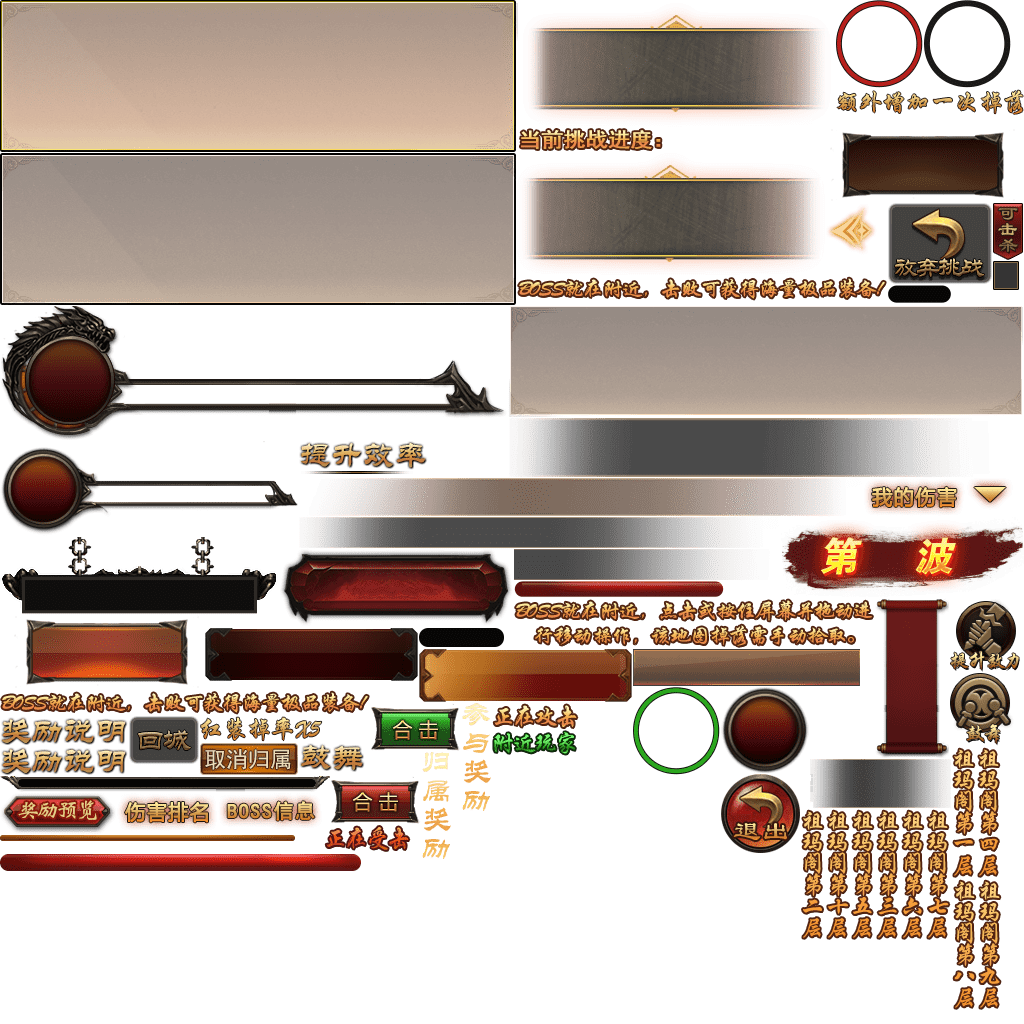 额外增加一次掉落
当前挑战进度：
可击杀
放弃挑战
BOSS就在附近，击败可获得海量极品装备！
提升效率
我的伤害
第 波
BOSS就在附近，点击或按住屏幕并拖动进
行移动操作，该地图掉落需手动拾取。
提升战力
BOSS就在附近，击败可获得海量极品装备！
奖励说明
红装掉率X5
参与奖励
正在攻击
合击
回城
附近玩家
鼓舞
奖励说明
取消归属
鼓舞
归属奖励
奖励预览
伤害排名
BOSS信息
合击
正在受击
退出
祖玛阁第一层
祖玛阁第四层
祖玛阁第二层
祖玛阁第十层
祖玛阁第五层
祖玛阁第三层
祖玛阁第六层
祖玛阁第七层
祖玛阁第八层
祖玛阁第九层